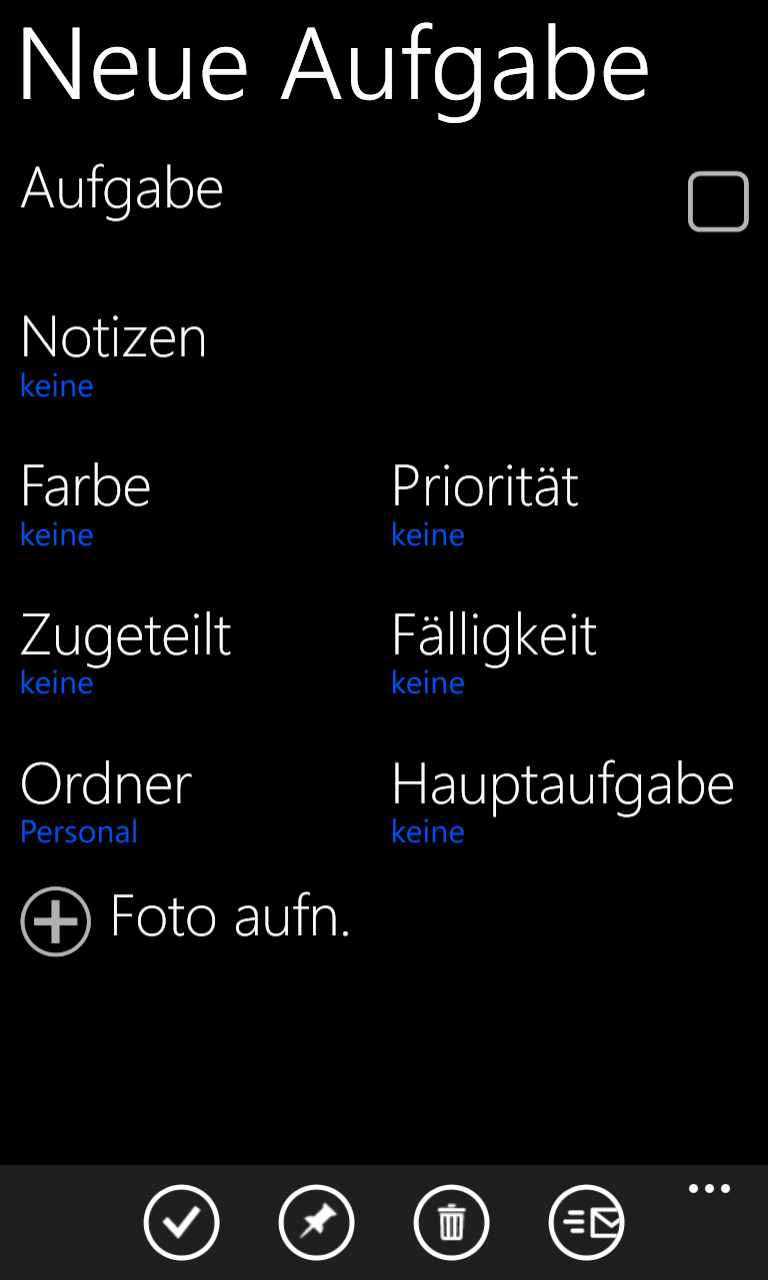 Neue Aufgabe
Aufgabe
Notizen
keine
Farbe
keine
Priorität
keine
Zugeteilt
keine
Fälligkeit
keine
Ordner
Personal
Hauptaufgabe
keine
Foto aufn.